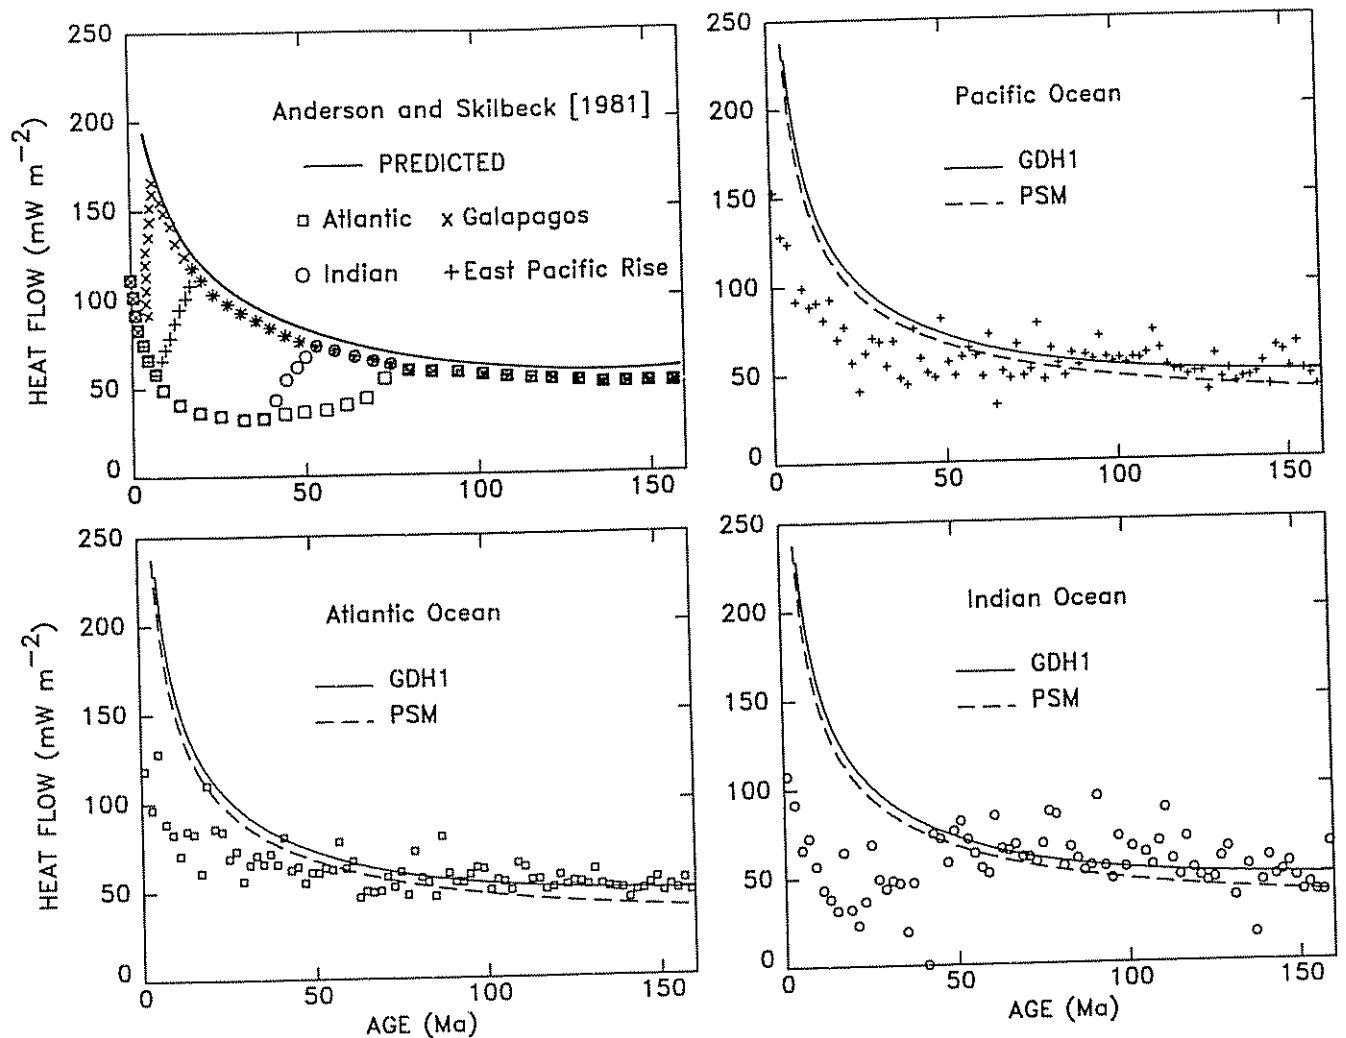 250
200
150
100
50
0
HEAT FLOW (mW m−2)
Anderson and Skilbeck [1981]
PREDICTED
Atlantic x Galapagos
Indian +East Pacific Rise
0 50 100 150
250
200
150
100
50
0
Pacific Ocean
GDH1
PSM
0 50 100 150
250
200
150
100
50
0
HEAT FLOW (mW m−2)
Atlantic Ocean
GDH1
PSM
0 50 100 150
AGE (Ma)
250
200
150
100
50
0
Indian Ocean
GDH1
PSM
0 50 100 150
AGE (Ma)